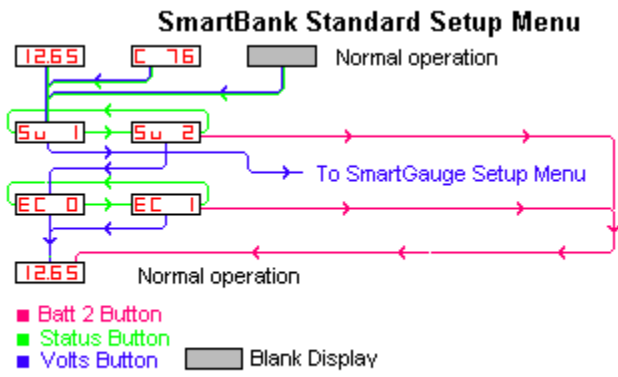 SmartBank Standard Setup Menu
12.65 C 76 Normal operation
Su 1 Su 2
To SmartGauge Setup Menu
EC 0 EC 1
12.65 Normal operation
Batt 2 Button
Status Button
Volts Button Blank Display